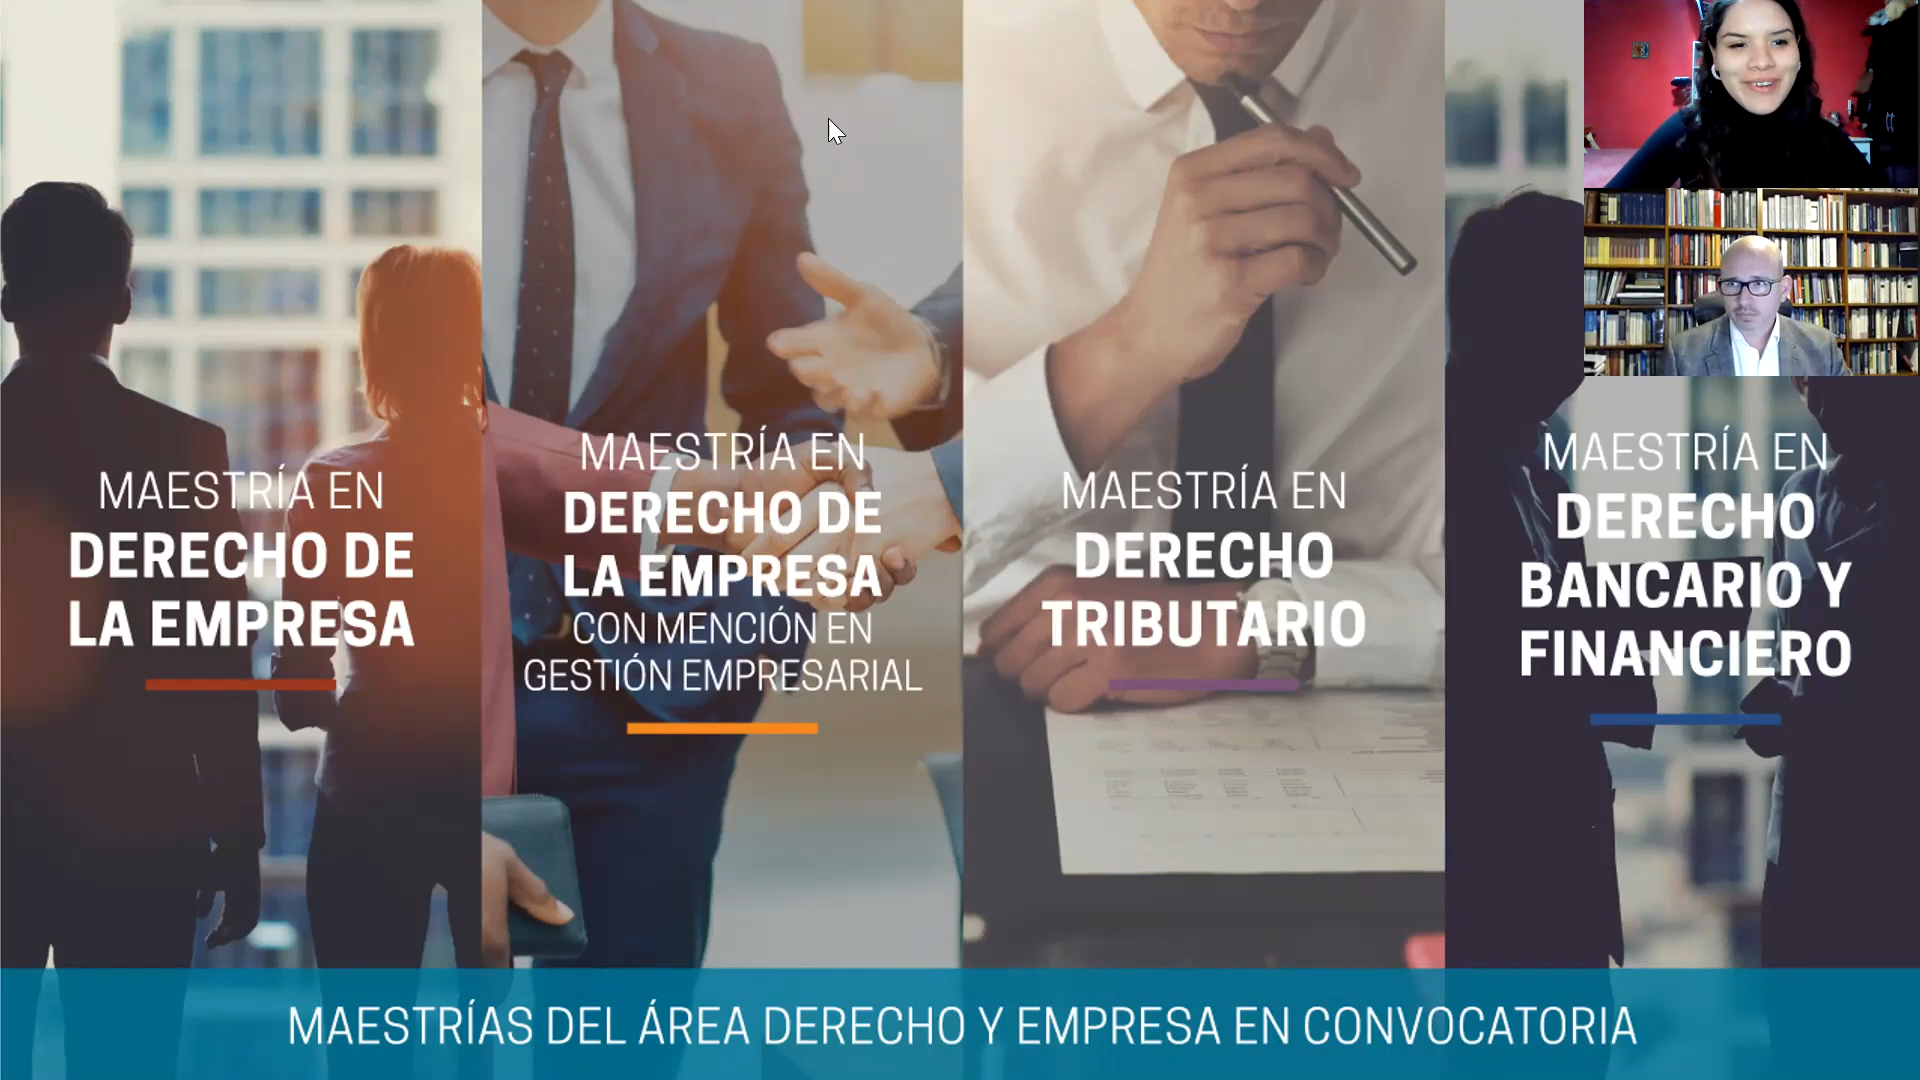 MAESTRÍA EN
DERECHO DE
LA EMPRESA
MAESTRÍA EN
DERECHO DE
LA EMPRESA
CON MENCIÓN EN
GESTIÓN EMPRESARIAL
MAESTRÍA EN
DERECHO
TRIBUTARIO
MAESTRÍA EN
DERECHO
BANCARIO Y
FINANCIERO
MAESTRÍAS DEL ÁREA DERECHO Y EMPRESA EN CONVOCATORIA